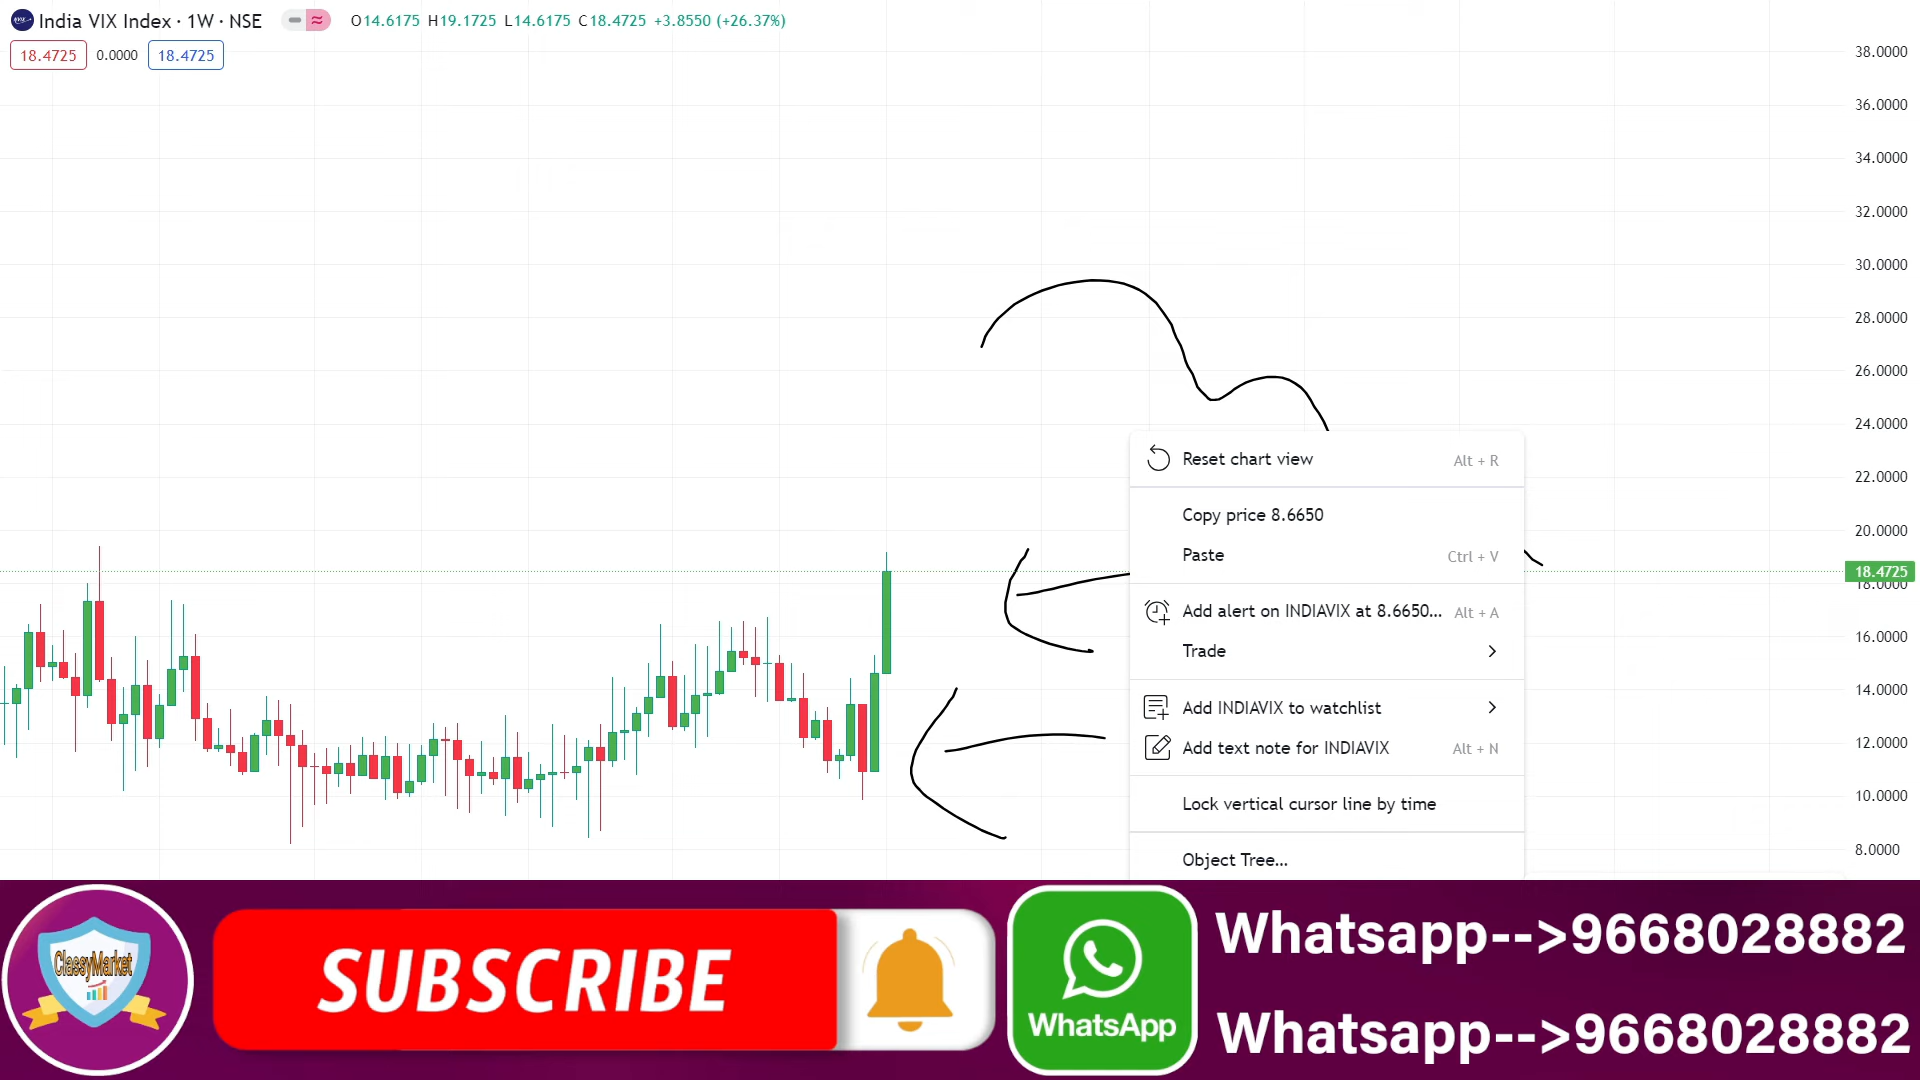 India VIX Index · 1W · NSE O14.6175 H19.1725 L14.6175 C18.4725 +3.8550 (+26.37%)
18.4725 0.0000 18.4725
38.0000
36.0000
34.0000
32.0000
30.0000
28.0000
26.0000
24.0000
22.0000
20.0000
18.4725
18.0000
16.0000
14.0000
12.0000
10.0000
8.0000
Reset chart view Alt + R
Copy price 8.6650
Paste Ctrl + V
Add alert on INDIAVIX at 8.6650... Alt + A
Trade
Add INDIAVIX to watchlist
Add text note for INDIAVIX Alt + N
Lock vertical cursor line by time
Object Tree...
ClassyMarket
SUBSCRIBE
WhatsApp
Whatsapp-->9668028882
Whatsapp-->9668028882